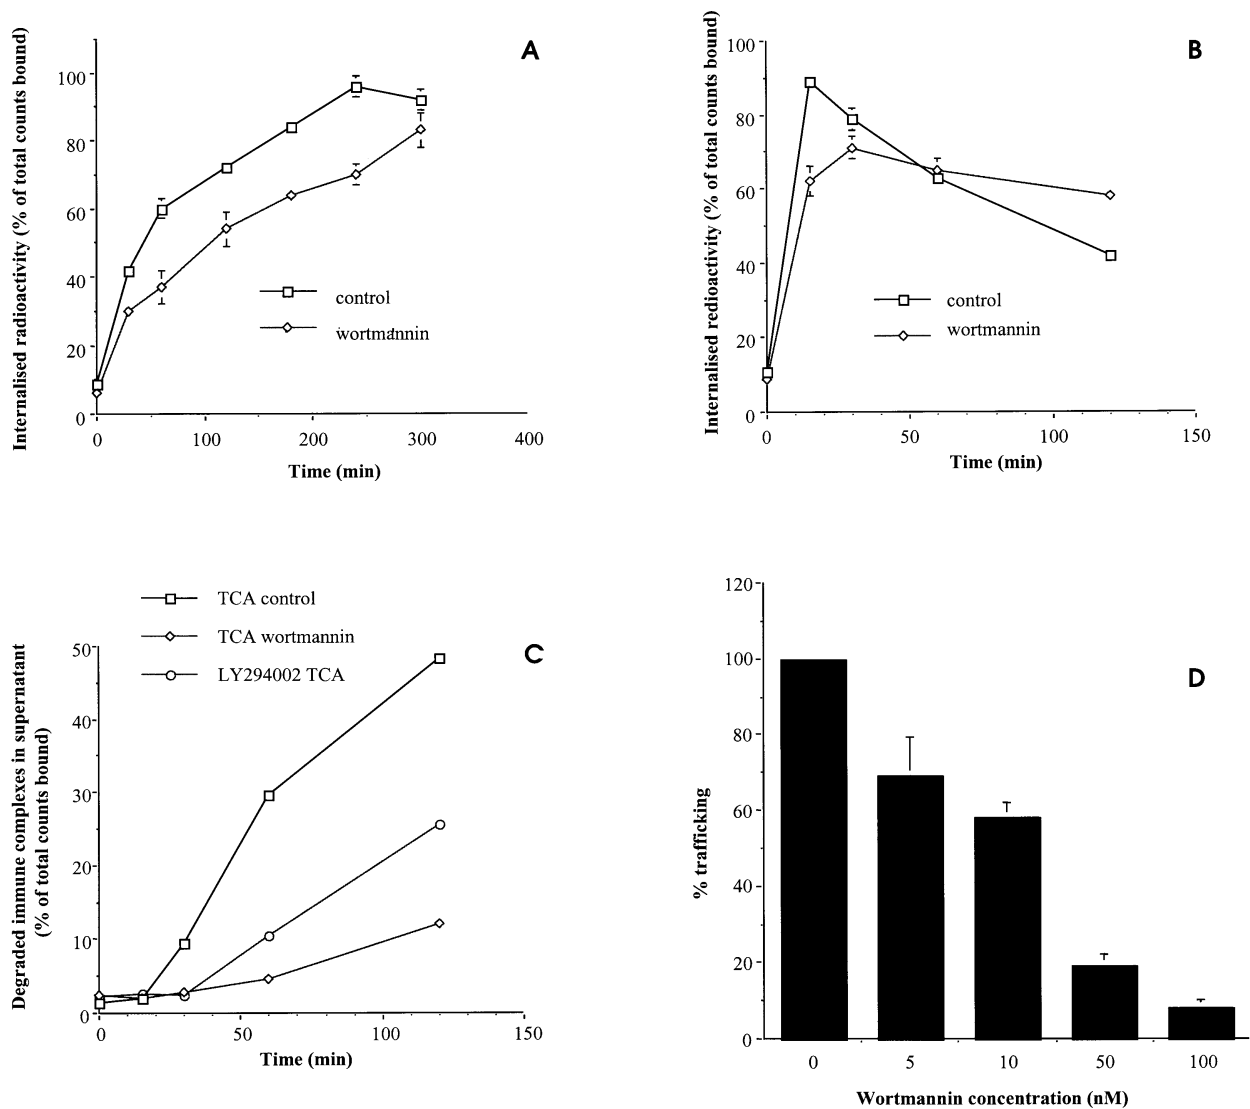 A
Internalised radioactivity (% of total counts bound)
100
80
60
40
20
0
control
wortmannin
0 100 200 300 400
Time (min)
B
Internalised redioactivity (% of total counts bound)
100
80
60
40
20
0
control
wortmannin
0 50 100 150
Time (min)
TCA control
TCA wortmannin
LY294002 TCA
C
Degraded immune complexes in supernatant
(% of total counts bound)
50
40
30
20
10
0
0 50 100 150
Time (min)
D
% trafficking
120
100
80
60
40
20
0
0 5 10 50 100
Wortmannin concentration (nM)